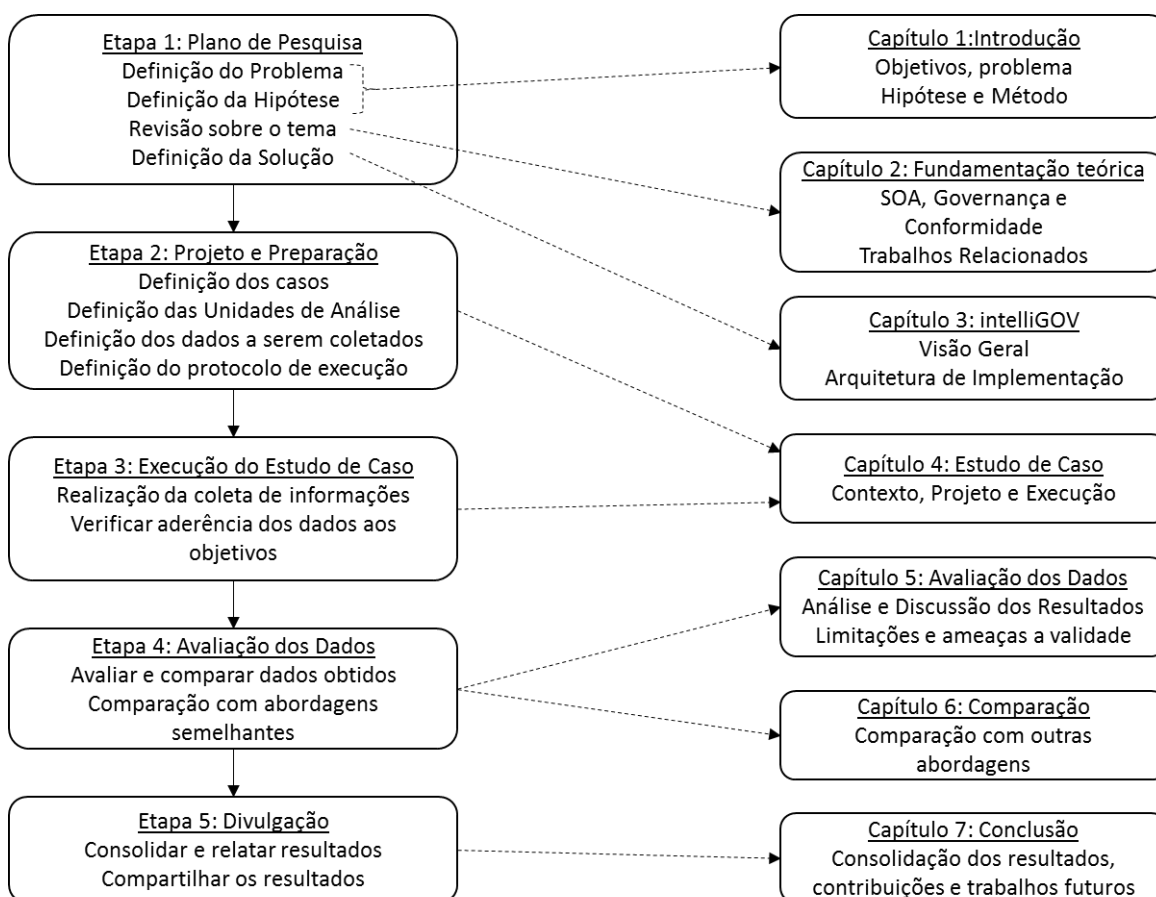 Etapa 1: Plano de Pesquisa
Definição do Problema
Definição da Hipótese
Revisão sobre o tema
Definição da Solução
Etapa 2: Projeto e Preparação
Definição dos casos
Definição das Unidades de Análise
Definição dos dados a serem coletados
Definição do protocolo de execução
Etapa 3: Execução do Estudo de Caso
Realização da coleta de informações
Verificar aderência dos dados aos
objetivos
Etapa 4: Avaliação dos Dados
Avaliar e comparar dados obtidos
Comparação com abordagens
semelhantes
Etapa 5: Divulgação
Consolidar e relatar resultados
Compartilhar os resultados
Capítulo 1:Introdução
Objetivos, problema
Hipótese e Método
Capítulo 2: Fundamentação teórica
SOA, Governança e
Conformidade
Trabalhos Relacionados
Capítulo 3: intelliGOV
Visão Geral
Arquitetura de Implementação
Capítulo 4: Estudo de Caso
Contexto, Projeto e Execução
Capítulo 5: Avaliação dos Dados
Análise e Discussão dos Resultados
Limitações e ameaças a validade
Capítulo 6: Comparação
Comparação com outras
abordagens
Capítulo 7: Conclusão
Consolidação dos resultados,
contribuições e trabalhos futuros